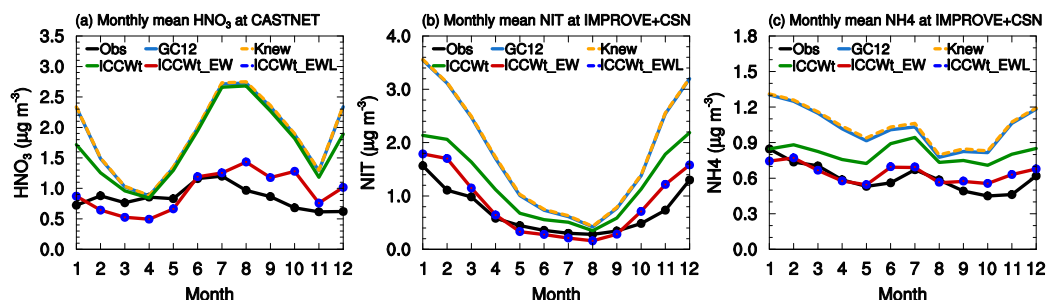 (a) Monthly mean HNO3 at CASTNET
Obs GC12 Knew
ICCWt ICCWt_EW ICCWt_EWL
HNO3 (µg m-3)
3.5
3.0
2.5
2.0
1.5
1.0
0.5
0.0
1 2 3 4 5 6 7 8 9 10 11 12
Month
(b) Monthly mean NIT at IMPROVE+CSN
Obs GC12 Knew
ICCWt ICCWt_EW ICCWt_EWL
NIT (µg m-3)
4.0
3.0
2.0
1.0
0.0
1 2 3 4 5 6 7 8 9 10 11 12
Month
(c) Monthly mean NH4 at IMPROVE+CSN
Obs GC12 Knew
ICCWt ICCWt_EW ICCWt_EWL
NH4 (µg m-3)
1.8
1.5
1.2
0.9
0.6
0.3
0.0
1 2 3 4 5 6 7 8 9 10 11 12
Month